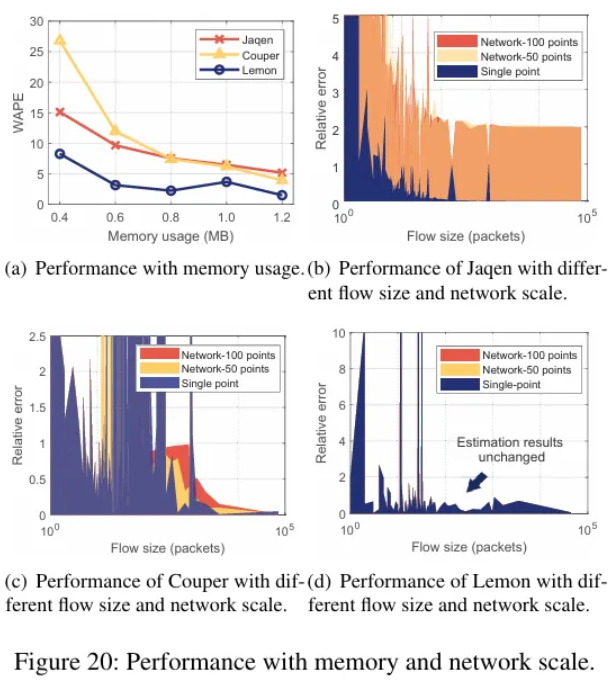 30
25
20
15
10
5
0
WAPE
Jaqen
Couper
Lemon
0.4 0.6 0.8 1.0 1.2
Memory usage (MB)
5
4
3
2
1
0
Relative error
Network-100 points
Network-50 points
Single point
10^0 10^5
Flow size (packets)
(a) Performance with memory usage.
(b) Performance of Jaqen with differ-
ent flow size and network scale.
2.5
2
1.5
1
0.5
0
Relative error
Network-100 points
Network-50 points
Single point
10^0 10^5
Flow size (packets)
10
8
6
4
2
0
Relative error
Network-100 points
Network-50 points
Single-point
Estimation results
unchanged
10^0 10^5
Flow size (packets)
(c) Performance of Couper with dif-
ferent flow size and network scale.
(d) Performance of Lemon with dif-
ferent flow size and network scale.
Figure 20: Performance with memory and network scale.